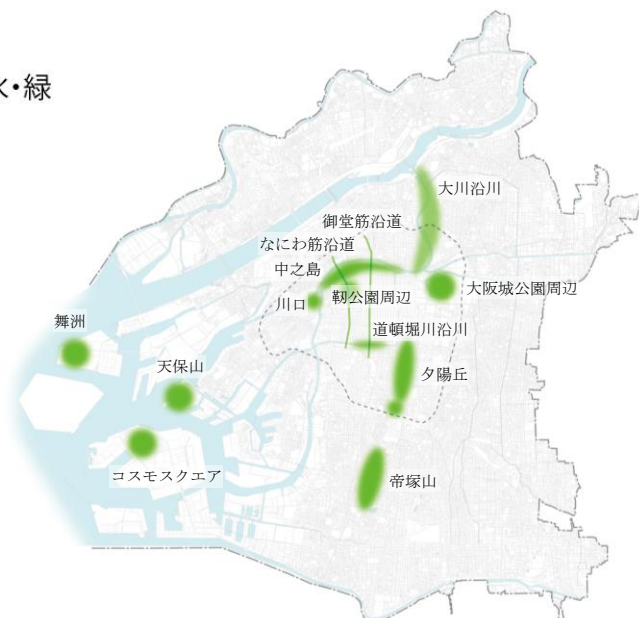 ・緑
大川沿川
御堂筋沿道
なにわ筋沿道
中之島
大阪城公園周辺
靭公園周辺
川口
舞洲
道頓堀川沿川
天保山
夕陽丘
コスモスクエア
帝塚山